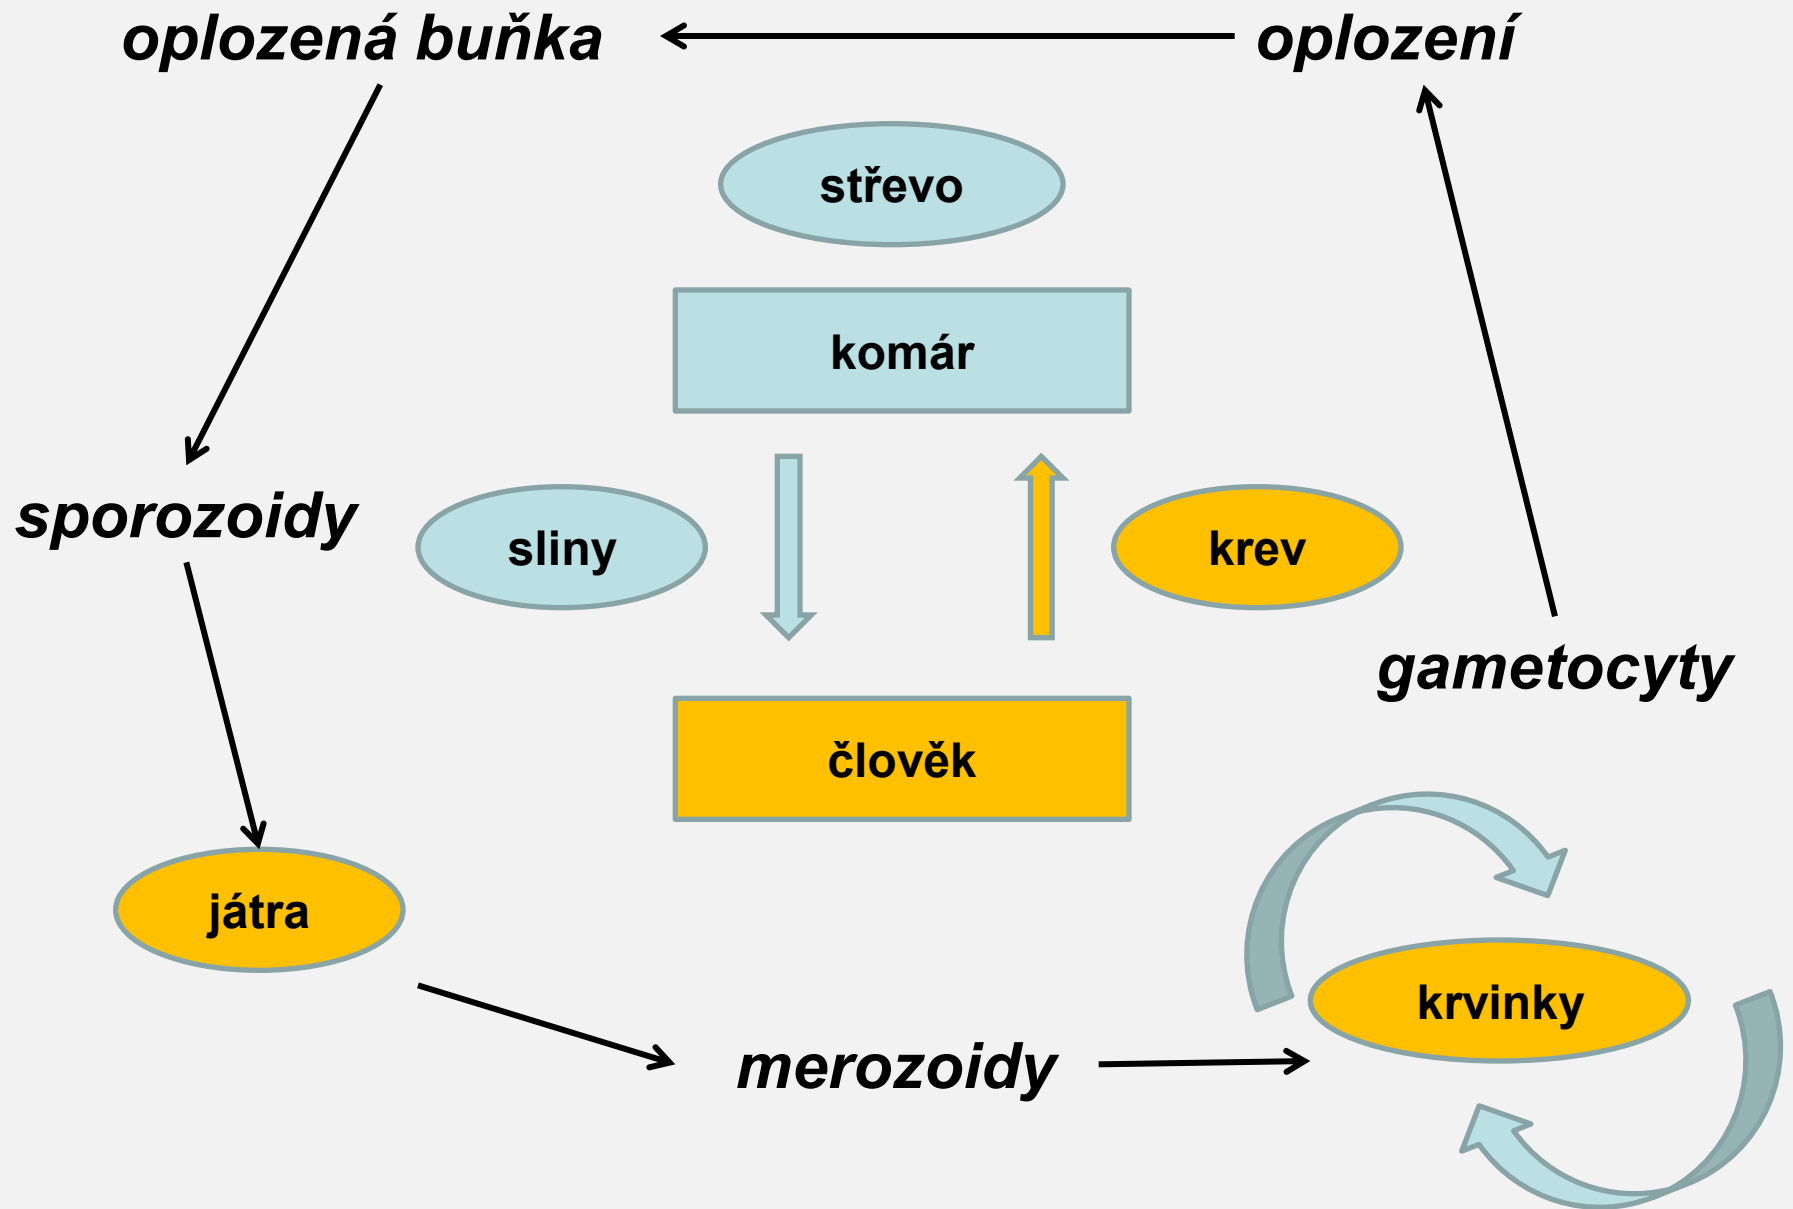 oplozená buňka
oplození
střevo
komár
sporozoidy
sliny
krev
gametocyty
člověk
játra
krvinky
merozoidy